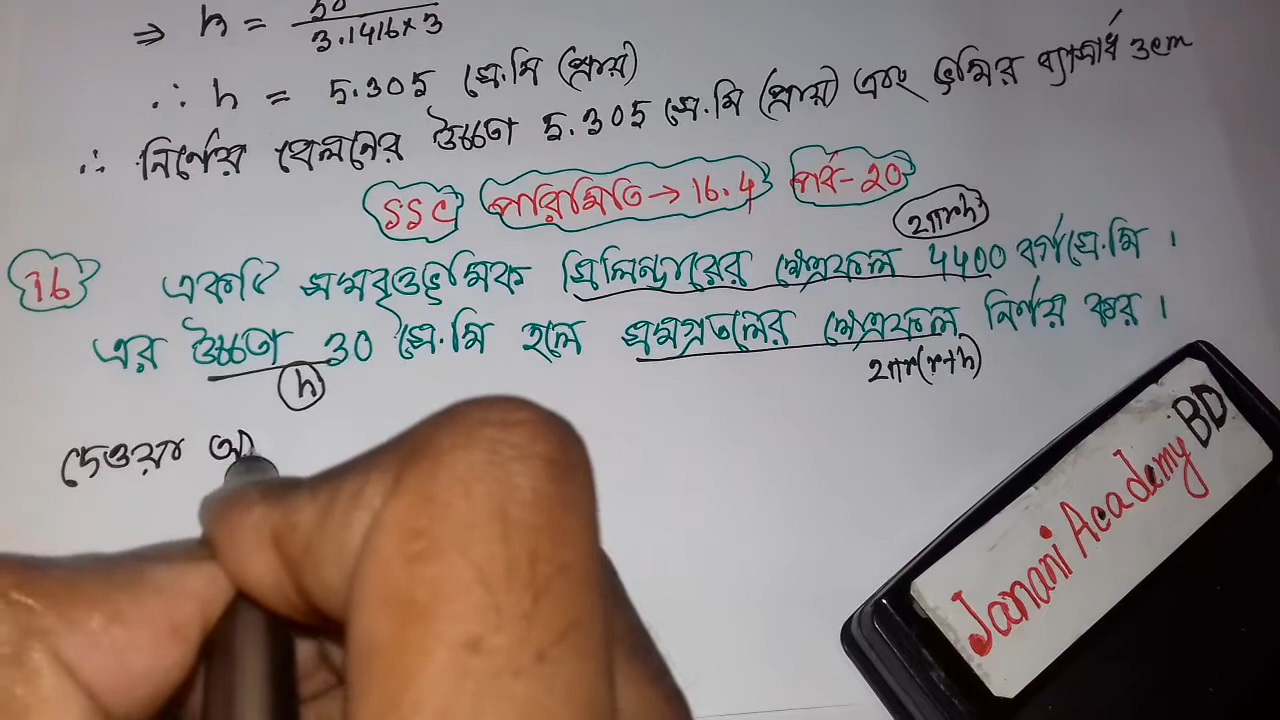 ⇒ h = 50 / 3.1416×3
∴ h = 5.305 সে.মি (প্রায়)
∴ নির্ণেয় বেলনের উচ্চতা 5.305 সে.মি (প্রায়) এবং ভূমির ব্যাসার্ধ 3cm
SSC পরিমিতি→16.4 পর্ব-20
2πrh
16 একটি সমবৃত্তভূমিক সিলিন্ডারের ক্ষেত্রফল 4400 বর্গসে.মি।
এর উচ্চতা 30 সে.মি হলে সমগ্রতলের ক্ষেত্রফল নির্ণয় কর।
h 2πr(r+h)
দেওয়া আ
Janani Academy BD